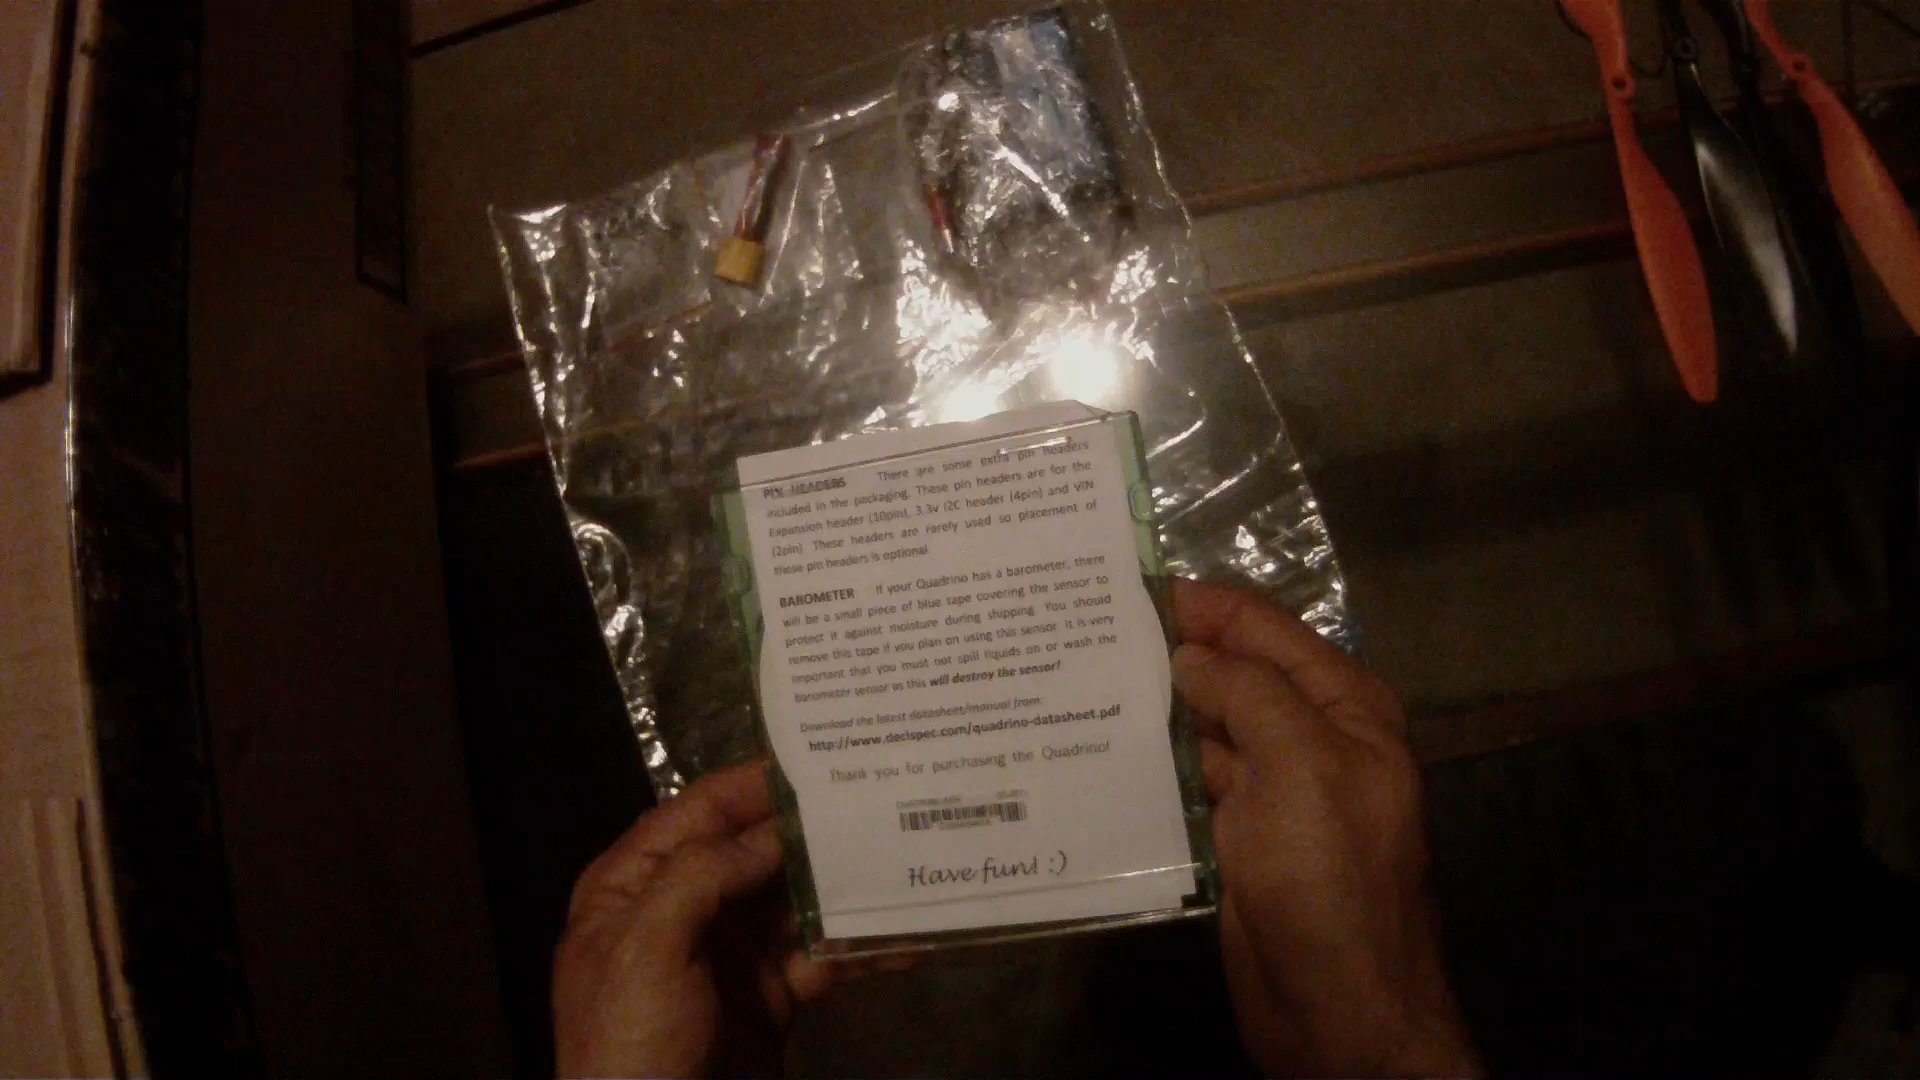 PIN HEADERS There are some extra pin headers
included in the packaging. These pin headers are for the
Expansion header (10pin), 3.3v I2C header (4pin) and VIN
(2pin). These headers are rarely used so placement of
these pin headers is optional.
BAROMETER If your Quadrino has a barometer, there
will be a small piece of blue tape covering the sensor to
protect it against moisture during shipping. You should
remove this tape if you plan on using this sensor. It is very
important that you must not spill liquids on or wash the
barometer sensor as this will destroy the sensor!
Download the latest datasheet/manual from:
http://www.decispec.com/quadrino-datasheet.pdf
Thank you for purchasing the Quadrino!
Have fun! :)